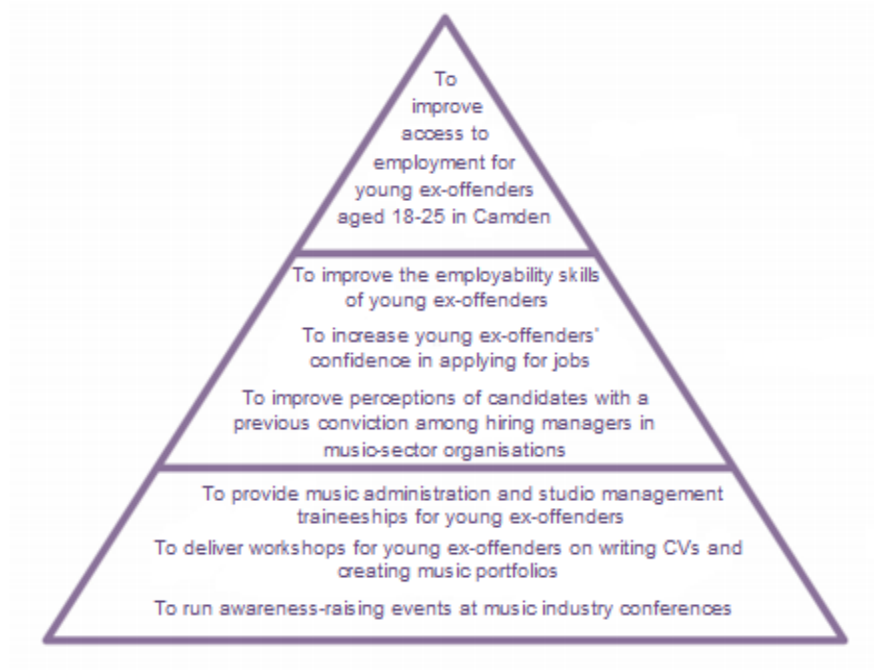 To
improve
access to
employment for
young ex-offenders
aged 18-25 in Camden
To improve the employability skills
of young ex-offenders
To increase young ex-offenders'
confidence in applying for jobs
To improve perceptions of candidates with a
previous conviction among hiring managers in
music-sector organisations
To provide music administration and studio management
traineeships for young ex-offenders
To deliver workshops for young ex-offenders on writing CVs and
creating music portfolios
To run awareness-raising events at music industry conferences